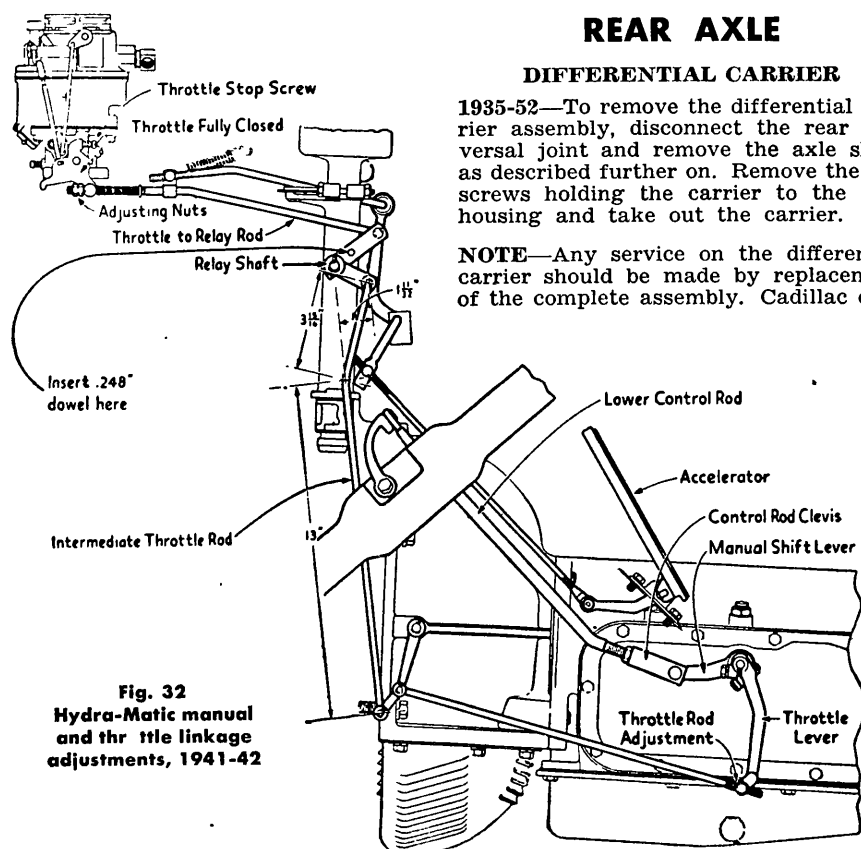 REAR AXLE
DIFFERENTIAL CARRIER
1935-52—To remove the differential
rier assembly, disconnect the rear
versal joint and remove the axle s
as described further on. Remove the
screws holding the carrier to the
housing and take out the carrier.
NOTE—Any service on the differen
carrier should be made by replacem
of the complete assembly. Cadillac
Throttle Stop Screw
Throttle Fully Closed
Adjusting Nuts
Throttle to Relay Rod
Relay Shaft
1 11/32"
Insert .248"
dowel here
Lower Control Rod
Accelerator
Control Rod Clevis
Manual Shift Lever
Intermediate Throttle Rod
13"
Throttle Rod
Adjustment
Throttle
Lever
Fig. 32
Hydra-Matic manual
and thr ttle linkage
adjustments, 1941-42